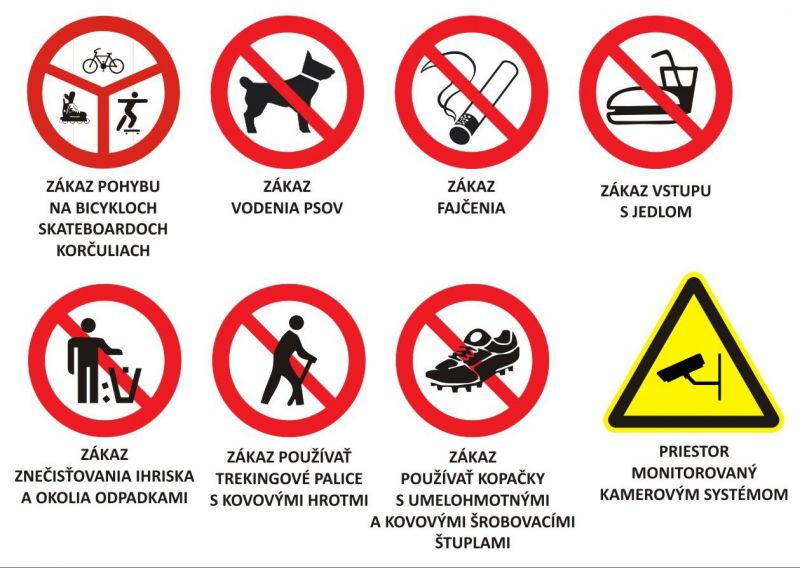 ZÁKAZ POHYBU
NA BICYKLOCH
SKATEBOARDOCH
KORČULIACH
ZÁKAZ
VODENIA PSOV
ZÁKAZ
FAJČENIA
ZÁKAZ VSTUPU
S JEDLOM
ZÁKAZ
ZNEČISŤOVANIA IHRISKA
A OKOLIA ODPADKAMI
ZÁKAZ POUŽÍVAŤ
TREKINGOVÉ PALICE
S KOVOVÝMI HROTMI
ZÁKAZ
POUŽÍVAŤ KOPAČKY
S UMELOHMOTNÝMI
A KOVOVÝMI ŠROBOVACÍMI
ŠTUPLAMI
PRIESTOR
MONITOROVANÝ
KAMEROVÝM SYSTÉMOM